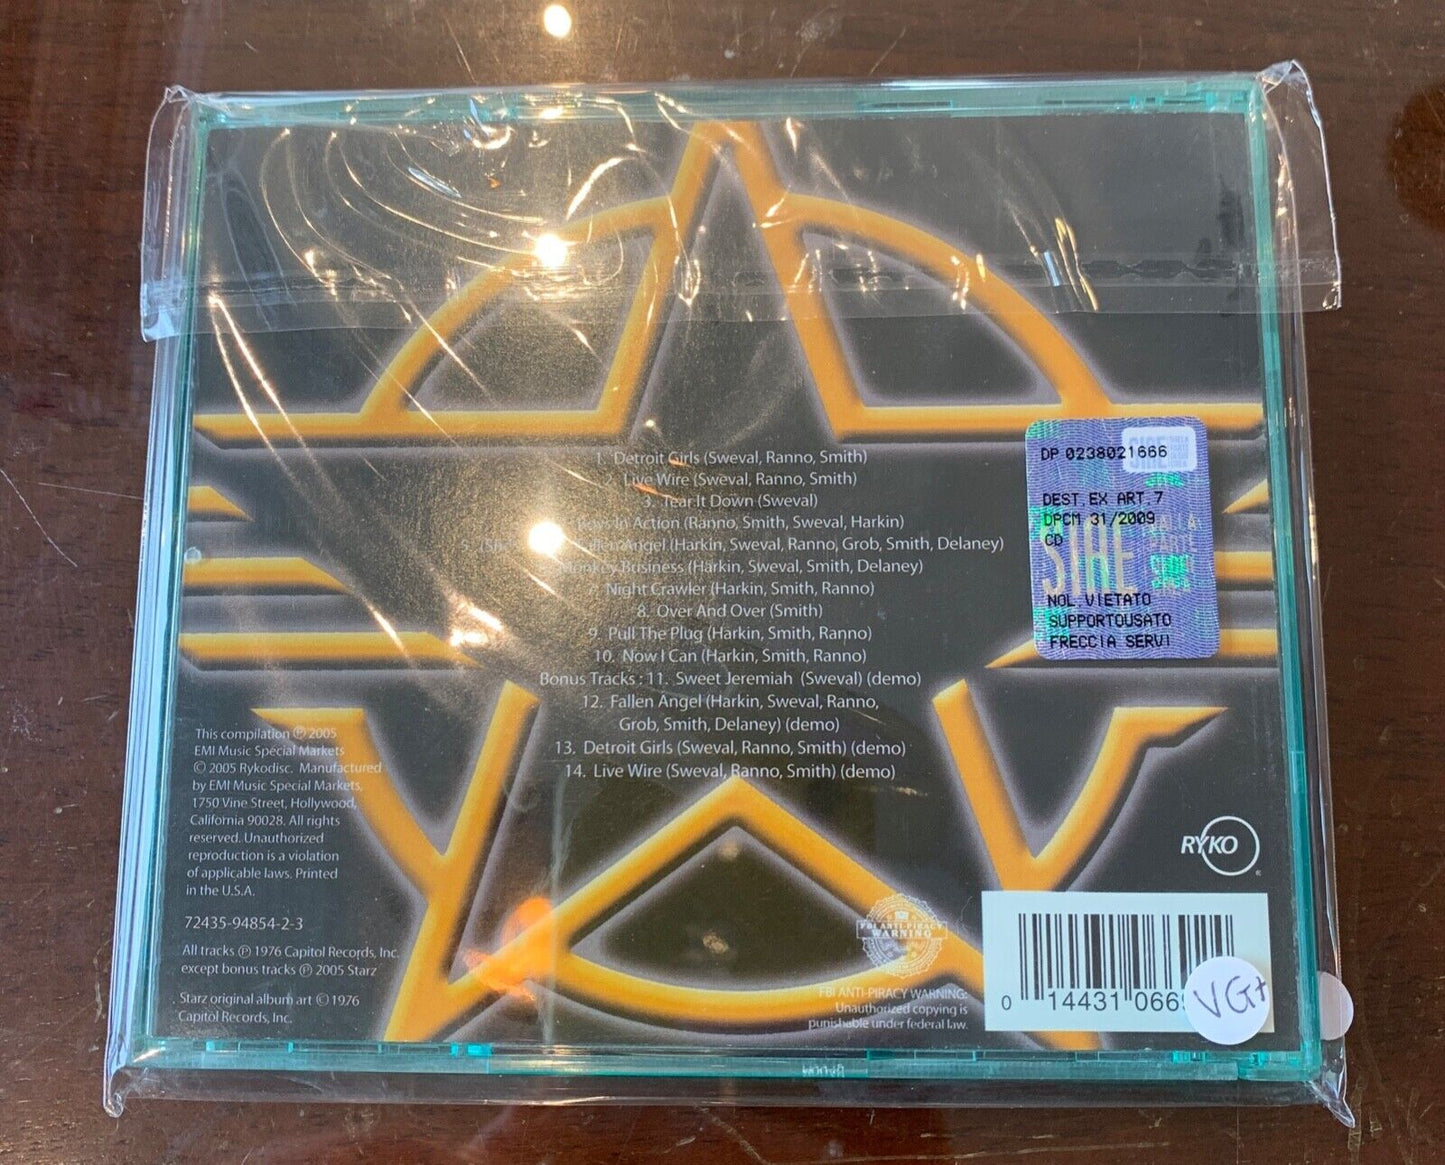 1. Detroit Girls (Sweval, Ranno, Smith)
2. Live Wire (Sweval, Ranno, Smith)
3. Tear It Down (Sweval)
Boys In Action (Ranno, Smith, Sweval, Harkin)
Fallen Angel (Harkin, Sweval, Ranno, Grob, Smith, Delaney)
Monkey Business (Harkin, Sweval, Smith, Delaney)
7. Night Crawler (Harkin, Smith, Ranno)
8. Over And Over (Smith)
9. Pull The Plug (Harkin, Smith, Ranno)
10. Now I Can (Harkin, Smith, Ranno)
Bonus Tracks : 11. Sweet Jeremiah (Sweval) (demo)
12. Fallen Angel (Harkin, Sweval, Ranno,
Grob, Smith, Delaney) (demo)
13. Detroit Girls (Sweval, Ranno, Smith) (demo)
14. Live Wire (Sweval, Ranno, Smith) (demo)
DP 0238021666
DEST.EX ART.7
DPCM 31/2009
CD
SIAE
DALLA
PARTE
NOL.VIETATO
SUPPORTOUSATO
FRECCIA SERVI
This compilation ℗ 2005
EMI Music Special Markets
© 2005 Rykodisc. Manufactured
by EMI Music Special Markets,
1750 Vine Street, Hollywood,
California 90028. All rights
reserved. Unauthorized
reproduction is a violation
of applicable laws. Printed
in the U.S.A.
72435-94854-2-3
All tracks ℗ 1976 Capitol Records, Inc.
except bonus tracks ℗ 2005 Starz
Starz original album art © 1976
Capitol Records, Inc.
RYKO
FBI ANTI-PIRACY
WARNING
FBI ANTI-PIRACY WARNING:
Unauthorized copying is
punishable under federal law.
0 14431 066
VG+